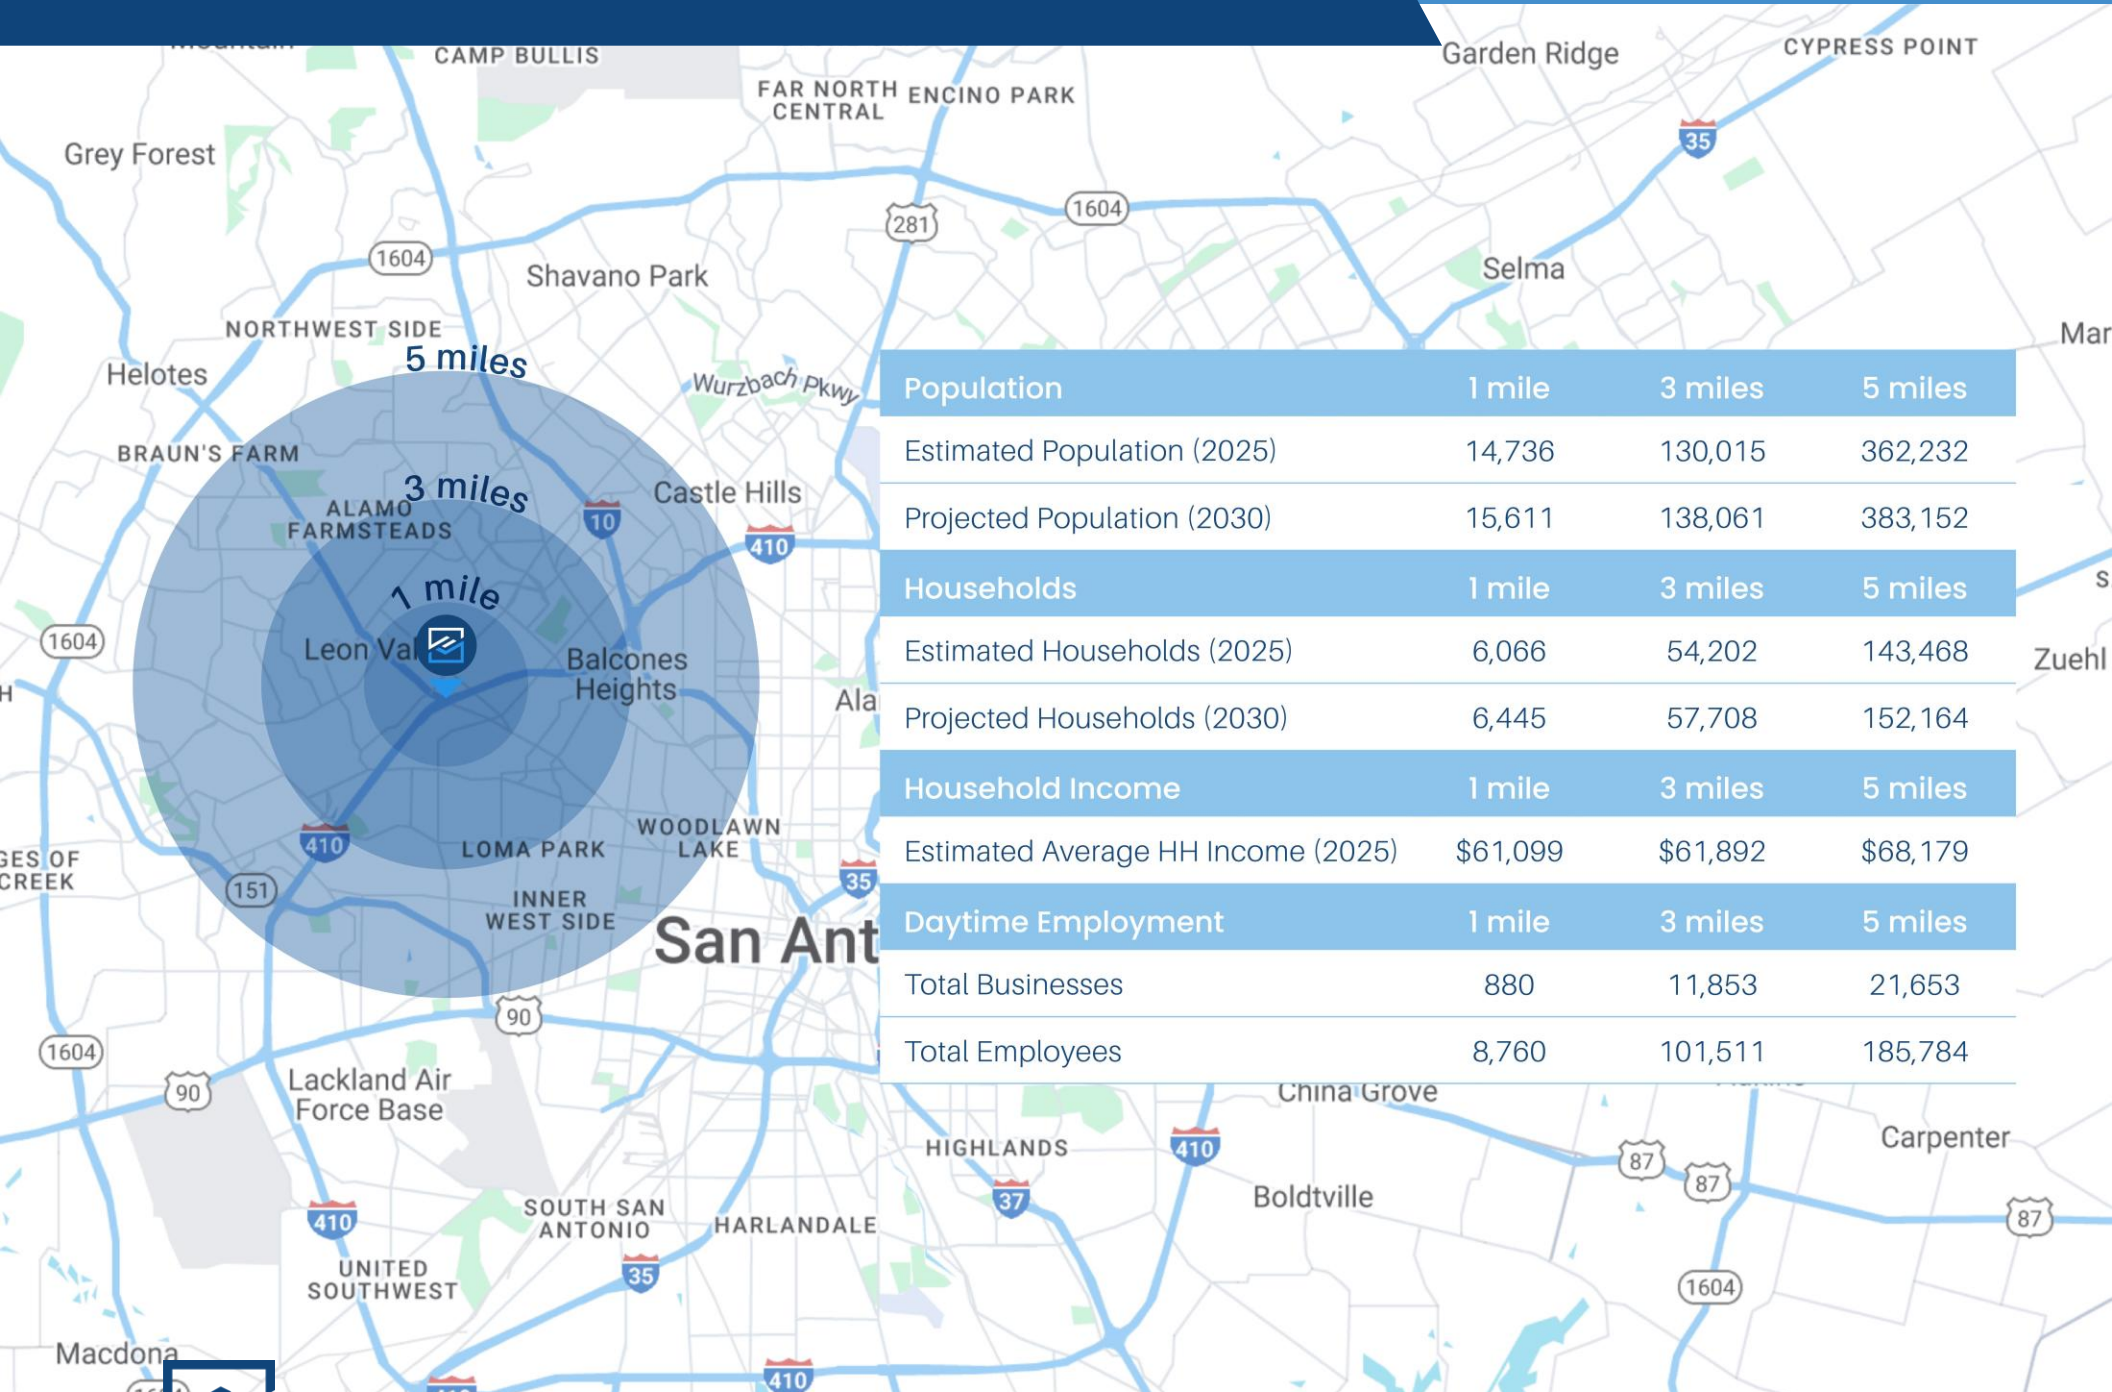 CAMP BULLIS
Garden Ridge
CYPRESS POINT
FAR NORTH
CENTRAL
ENCINO PARK
Grey Forest
35
281
1604
1604
Shavano Park
Selma
NORTHWEST SIDE
5 miles
Helotes
Wurzbach Pkwy
Mar
BRAUN'S FARM
3 miles
ALAMO
FARMSTEADS
Castle Hills
10
410
1 mile
1604
Leon Val
Balcones
Heights
Ala
Zuehl
S
H
Population 1 mile 3 miles 5 miles
Estimated Population (2025) 14,736 130,015 362,232
Projected Population (2030) 15,611 138,061 383,152
Households 1 mile 3 miles 5 miles
Estimated Households (2025) 6,066 54,202 143,468
Projected Households (2030) 6,445 57,708 152,164
Household Income 1 mile 3 miles 5 miles
Estimated Average HH Income (2025) $61,099 $61,892 $68,179
Daytime Employment 1 mile 3 miles 5 miles
Total Businesses 880 11,853 21,653
Total Employees 8,760 101,511 185,784
410
LOMA PARK
WOODLAWN
LAKE
GES OF
CREEK
151
35
INNER
WEST SIDE
San Ant
90
1604
90
Lackland Air
Force Base
China Grove
HIGHLANDS
410
87
87
Carpenter
37
Boldtville
87
410
SOUTH SAN
ANTONIO
HARLANDALE
UNITED
SOUTHWEST
35
1604
Macdona
410